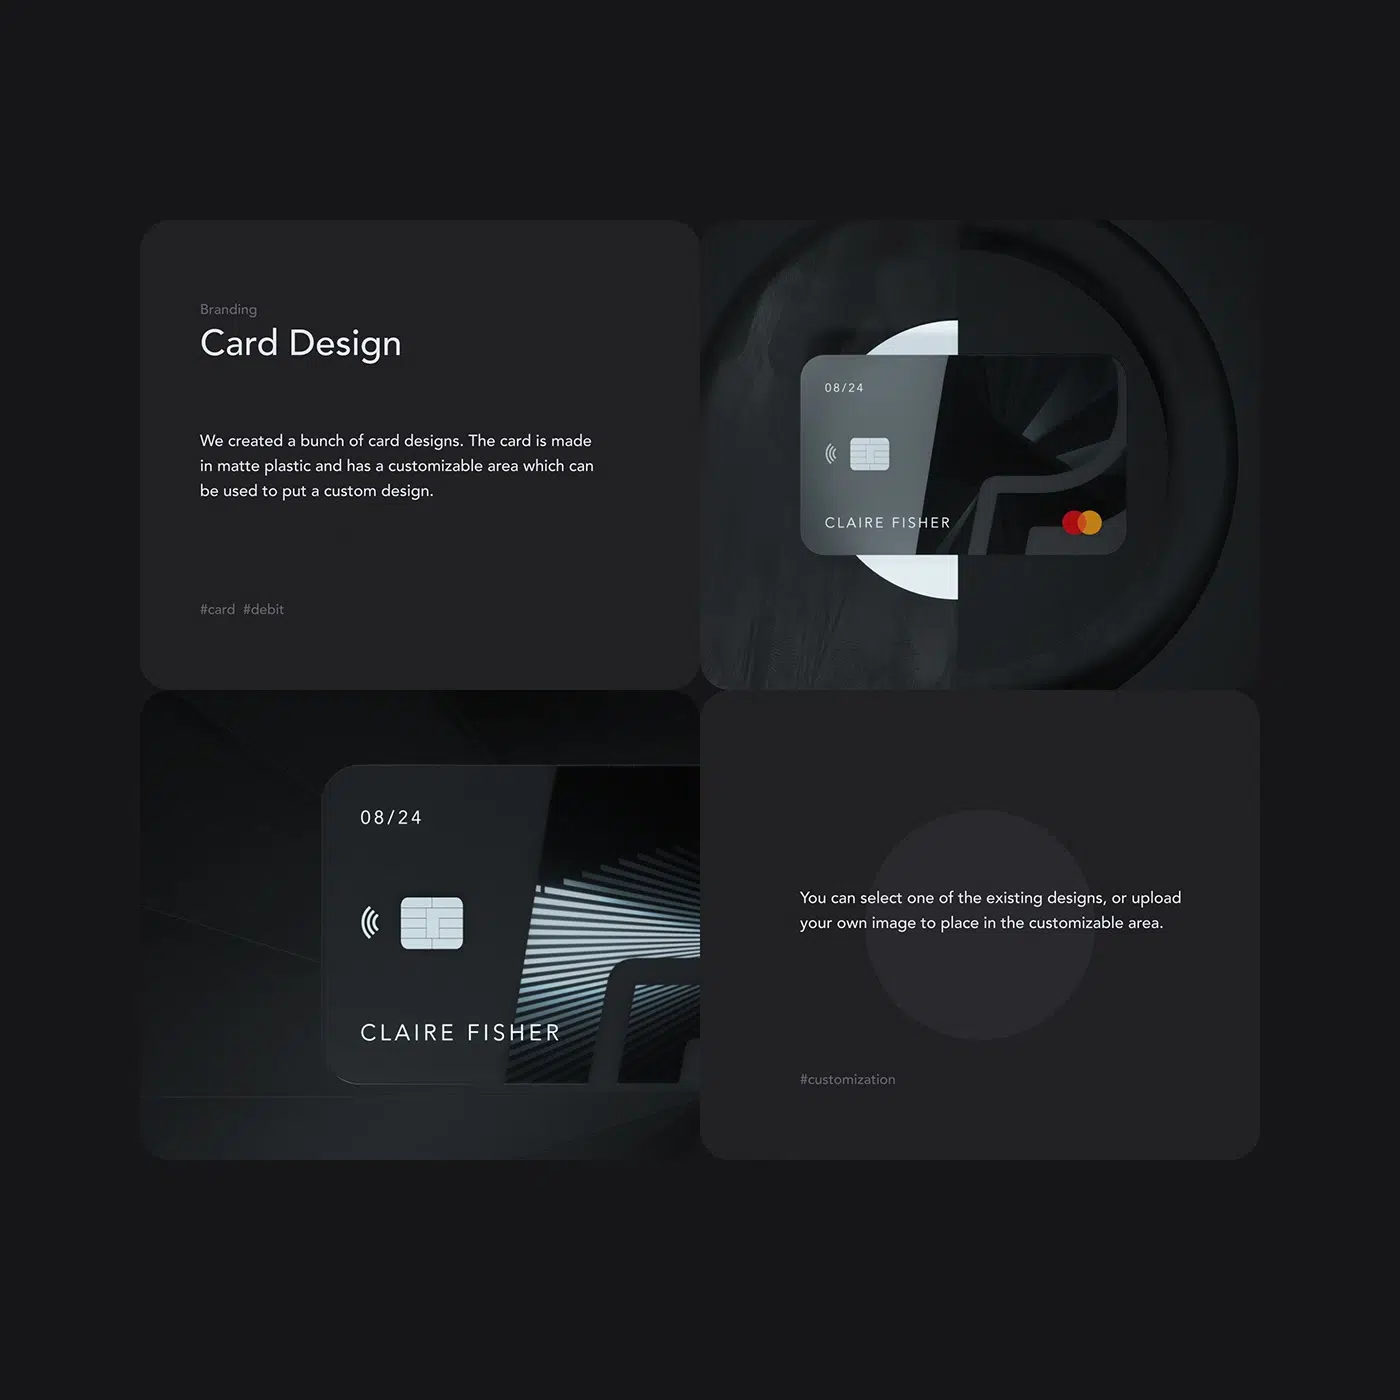 Branding
Card Design
We created a bunch of card designs. The card is made
in matte plastic and has a customizable area which can
be used to put a custom design.
#card #debit
08/24
CLAIRE FISHER
08/24
CLAIRE FISHER
You can select one of the existing designs, or upload
your own image to place in the customizable area.
#customization